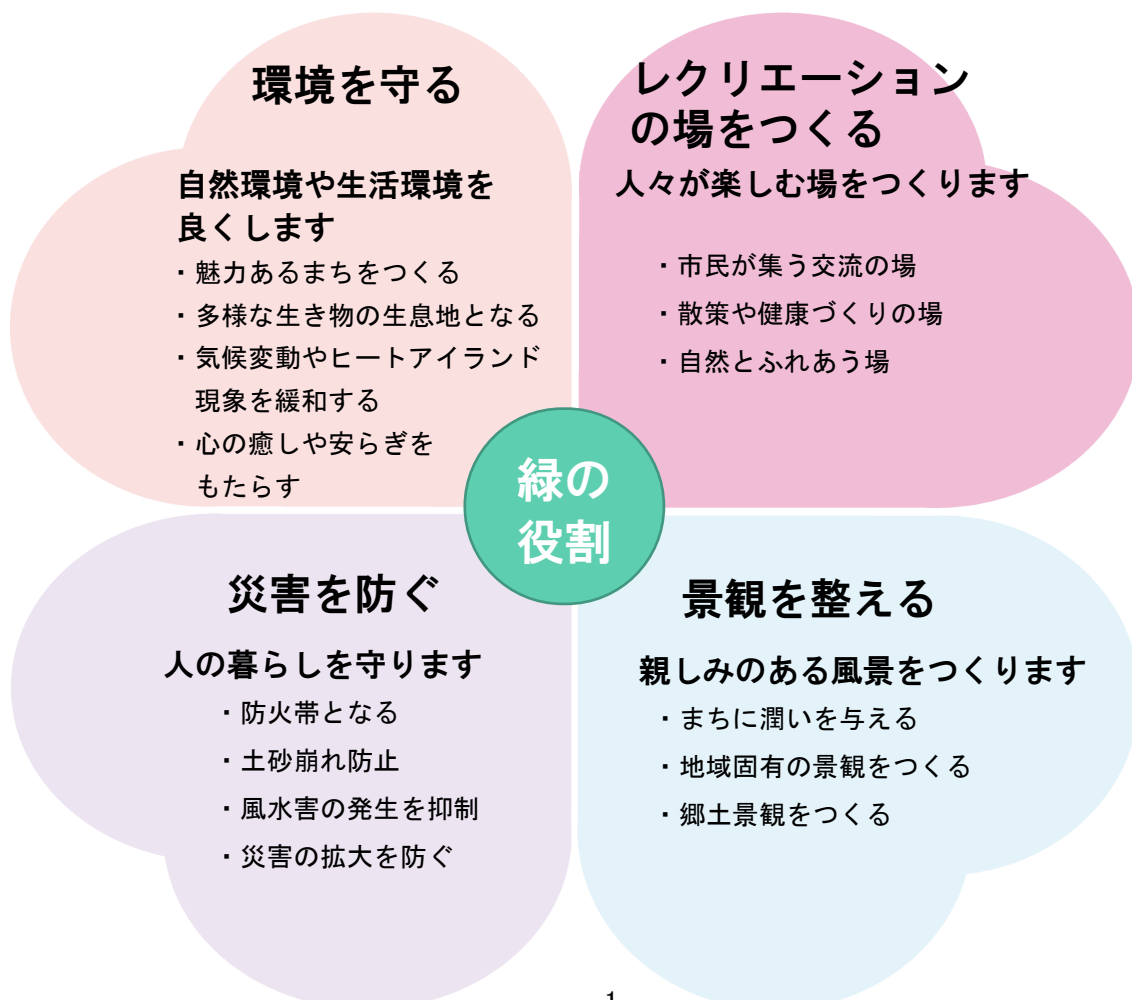 環境を守る
自然環境や生活環境を
良くします
・魅力あるまちをつくる
・多様な生き物の生息地となる
・気候変動やヒートアイランド
現象を緩和する
・心の癒しや安らぎを
もたらす
レクリエーション
の場をつくる
人々が楽しむ場をつくります
・市民が集う交流の場
・散策や健康づくりの場
・自然とふれあう場
緑の
役割
災害を防ぐ
人の暮らしを守ります
・防火帯となる
・土砂崩れ防止
・風水害の発生を抑制
・災害の拡大を防ぐ
景観を整える
親しみのある風景をつくります
・まちに潤いを与える
・地域固有の景観をつくる
・郷土景観をつくる
1